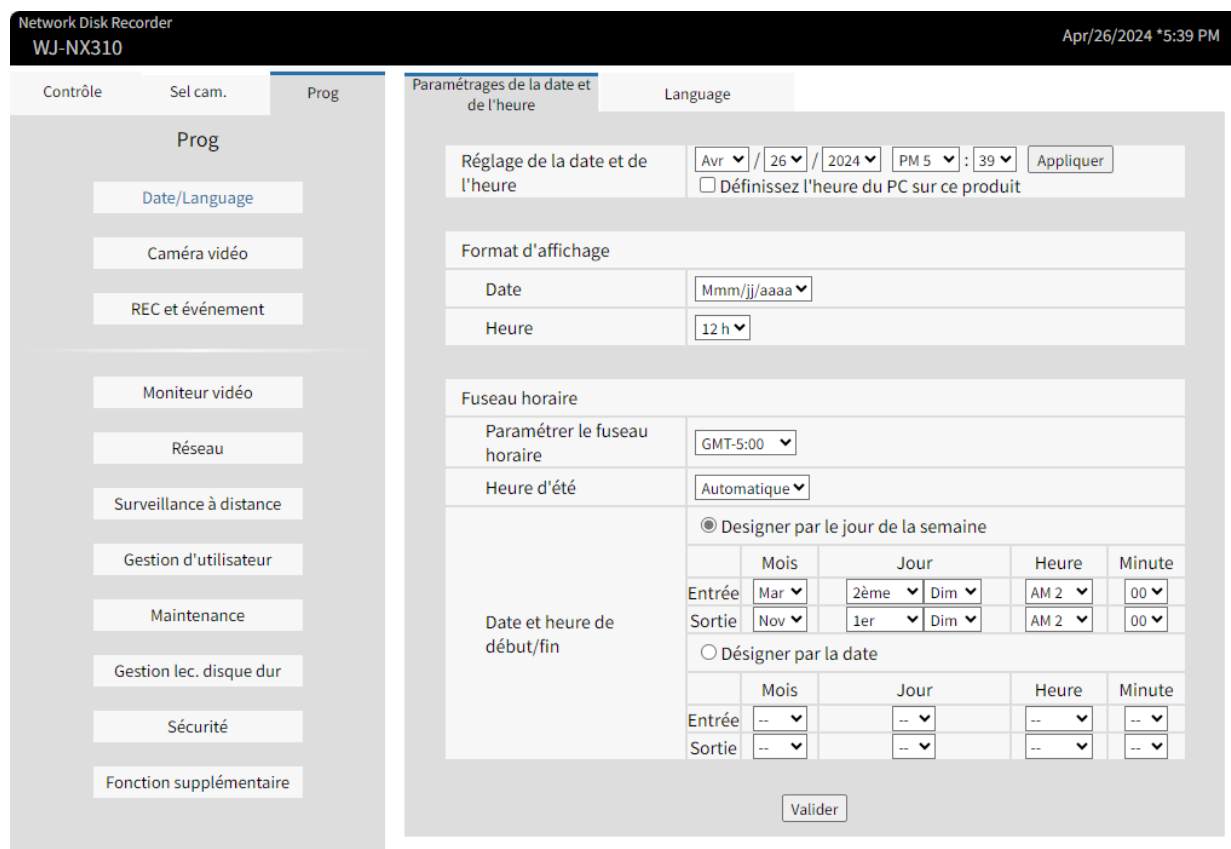 Network Disk Recorder
WJ-NX310
Apr/26/2024 *5:39 PM
Contrôle
Sel cam.
Prog
Prog
Date/Language
Caméra vidéo
REC et événement
Moniteur vidéo
Réseau
Surveillance à distance
Gestion d'utilisateur
Maintenance
Gestion lec. disque dur
Sécurité
Fonction supplémentaire
Paramétrages de la date et
de l'heure
Language
Réglage de la date et de
l'heure
Avr / 26 / 2024 PM 5 : 39 Appliquer
Définissez l'heure du PC sur ce produit
Format d'affichage
Date Mmm/jj/aaaa
Heure 12 h
Fuseau horaire
Paramétrer le fuseau
horaire
GMT-5:00
Heure d'été Automatique
Date et heure de
début/fin
Designer par le jour de la semaine
Mois Jour Heure Minute
Entrée Mar 2ème Dim AM 2 00
Sortie Nov 1er Dim AM 2 00
Désigner par la date
Mois Jour Heure Minute
Entrée -- -- -- --
Sortie -- -- -- --
Valider